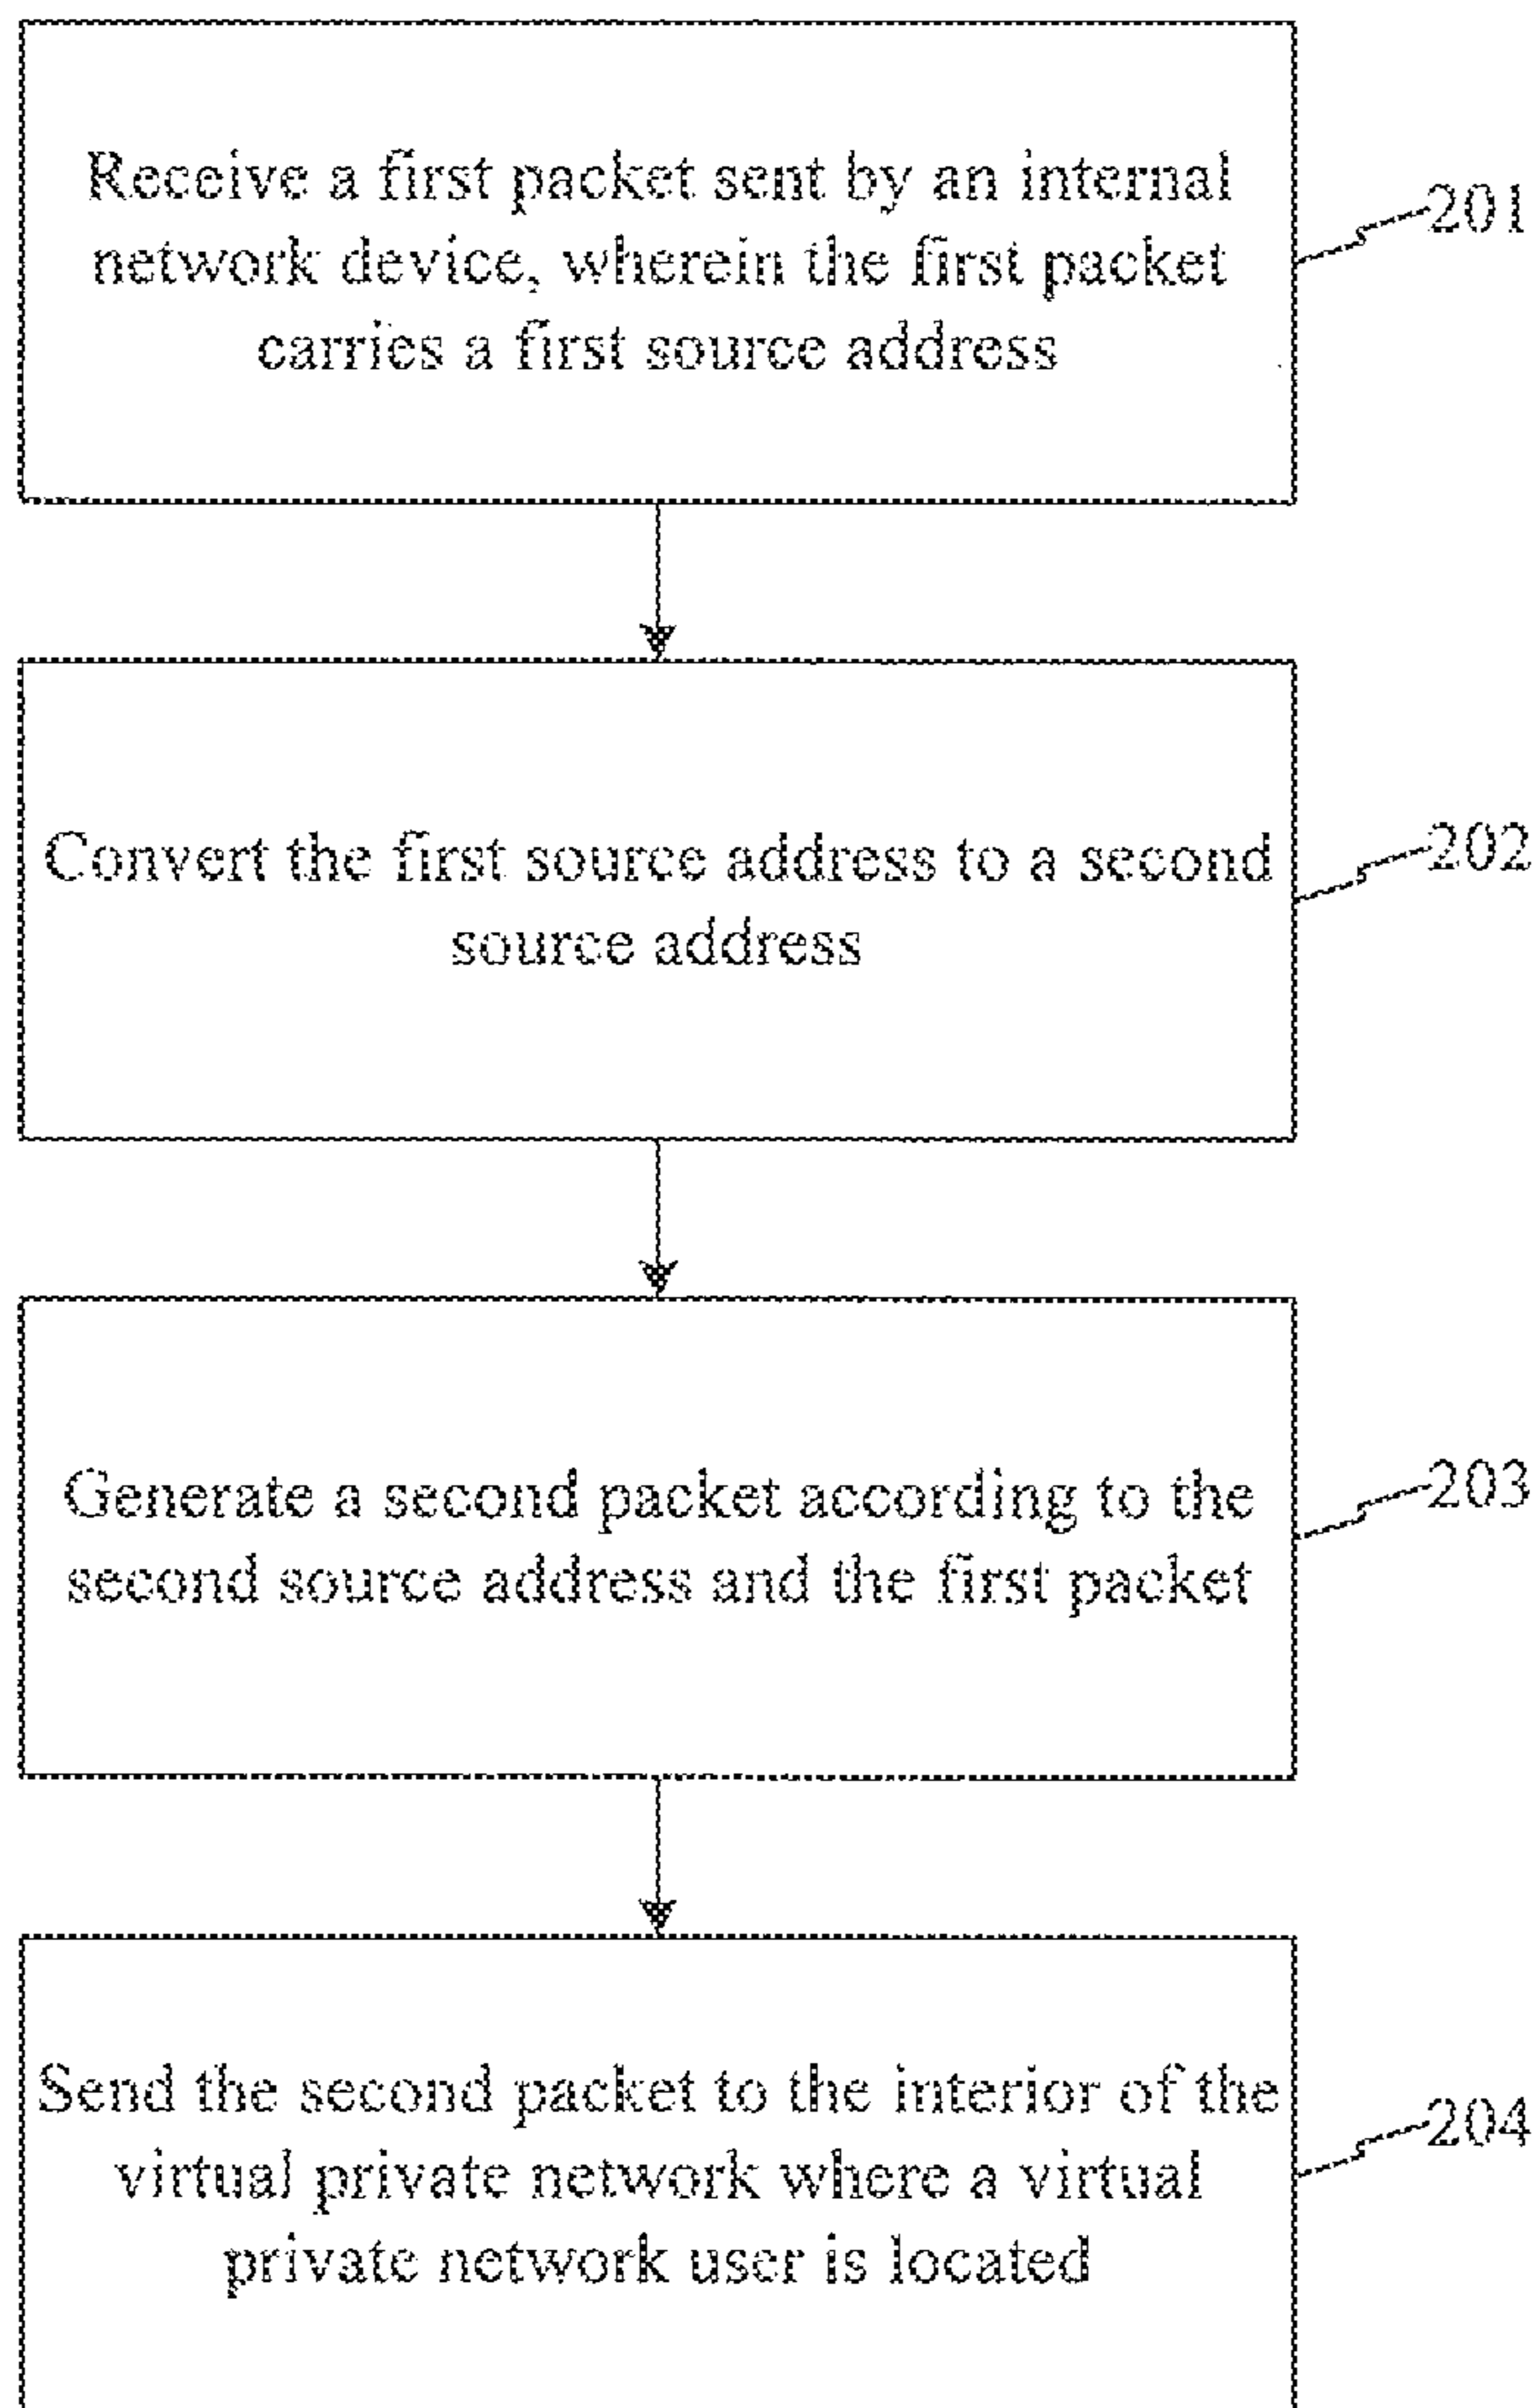 Receive a first packet sent by an internal
network device, wherein the first packet
carries a first source address
201
Convert the first source address to a second
source address
202
Generate a second packet according to the
second source address and the first packet
203
Send the second packet to the interior of the
virtual private network where a virtual
private network user is located
204